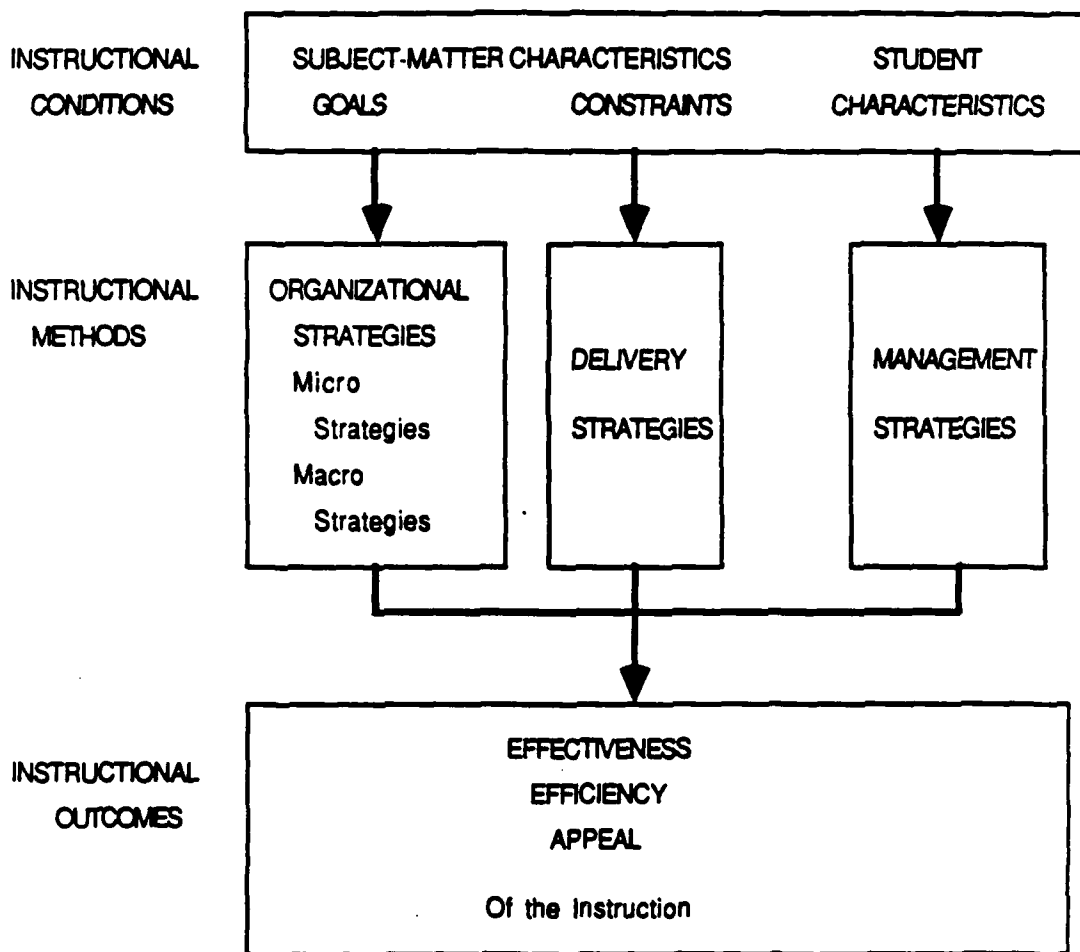 INSTRUCTIONAL
CONDITIONS
SUBJECT-MATTER CHARACTERISTICS
GOALS
CONSTRAINTS
STUDENT
CHARACTERISTICS
INSTRUCTIONAL
METHODS
ORGANIZATIONAL
STRATEGIES
Micro
Strategies
Macro
Strategies
DELIVERY
STRATEGIES
MANAGEMENT
STRATEGIES
INSTRUCTIONAL
OUTCOMES
EFFECTIVENESS
EFFICIENCY
APPEAL
Of the Instruction